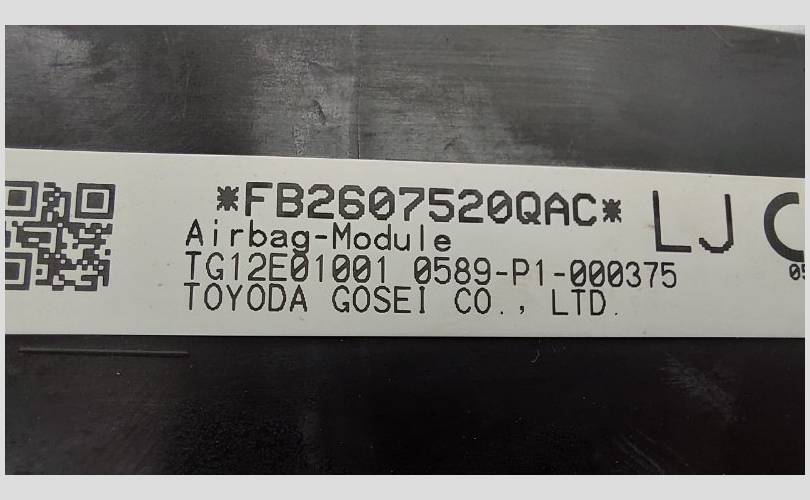 *FB2607520QAC*
LJ
Airbag-Module
TG12E01001 0589-P1-000375
TOYODA GOSEI CO., LTD.